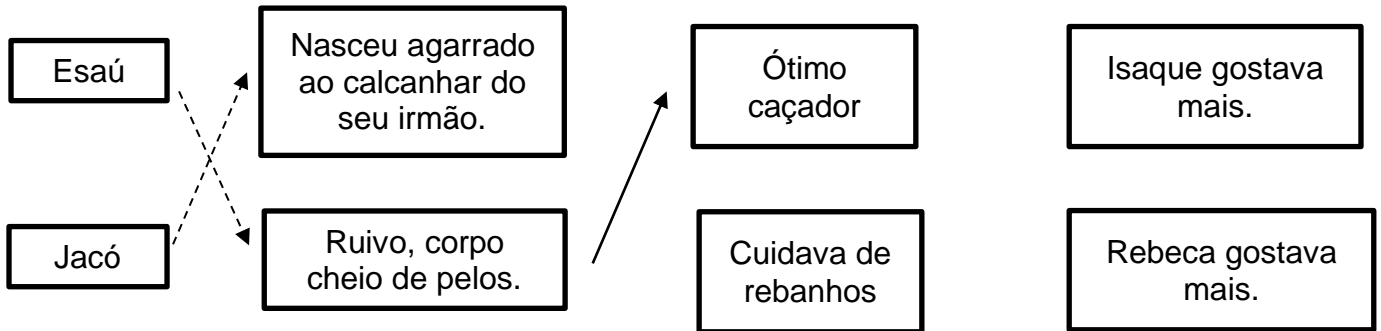 Esaú
Nasceu agarrado
ao calcanhar do
seu irmão.
Ótimo
caçador
Isaque gostava
mais.
Jacó
Ruivo, corpo
cheio de pelos.
Cuidava de
rebanhos
Rebeca gostava
mais.